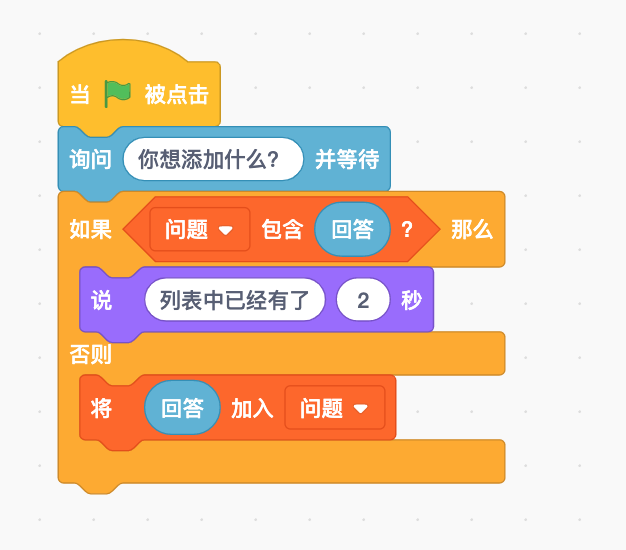 当 被点击
询问 你想添加什么? 并等待
如果 问题 包含 回答 ? 那么
说 列表中已经有了 2 秒
否则
将 回答 加入 问题